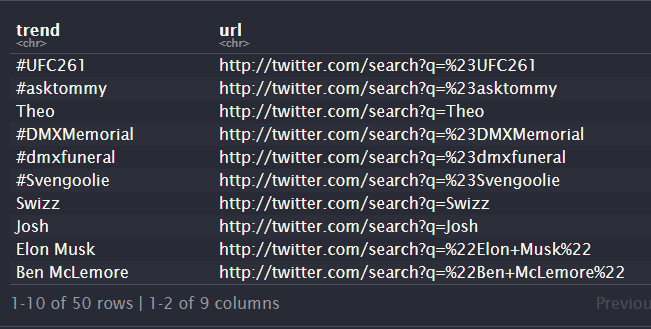 trend url
<chr> <chr>
#UFC261 http://twitter.com/search?q=%23UFC261
#asktommy http://twitter.com/search?q=%23asktommy
Theo http://twitter.com/search?q=Theo
#DMXMemorial http://twitter.com/search?q=%23DMXMemorial
#dmxfuneral http://twitter.com/search?q=%23dmxfuneral
#Svengoolie http://twitter.com/search?q=%23Svengoolie
Swizz http://twitter.com/search?q=Swizz
Josh http://twitter.com/search?q=Josh
Elon Musk http://twitter.com/search?q=%22Elon+Musk%22
Ben McLemore http://twitter.com/search?q=%22Ben+McLemore%22
1-10 of 50 rows | 1-2 of 9 columns Previou